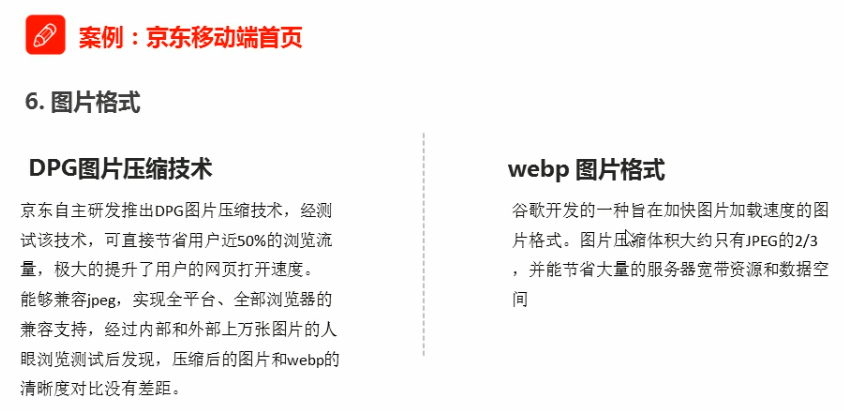 案例：京东移动端首页
6. 图片格式
DPG图片压缩技术
京东自主研发推出DPG图片压缩技术，经测
试该技术，可直接节省用户近50%的浏览流
量，极大的提升了用户的网页打开速度。
能够兼容jpeg，实现全平台、全部浏览器的
兼容支持，经过内部和外部上万张图片的人
眼浏览测试后发现，压缩后的图片和webp的
清晰度对比没有差距。
webp 图片格式
谷歌开发的一种旨在加快图片加载速度的图
片格式。图片压缩体积大约只有JPEG的2/3
，并能节省大量的服务器宽带资源和数据空
间